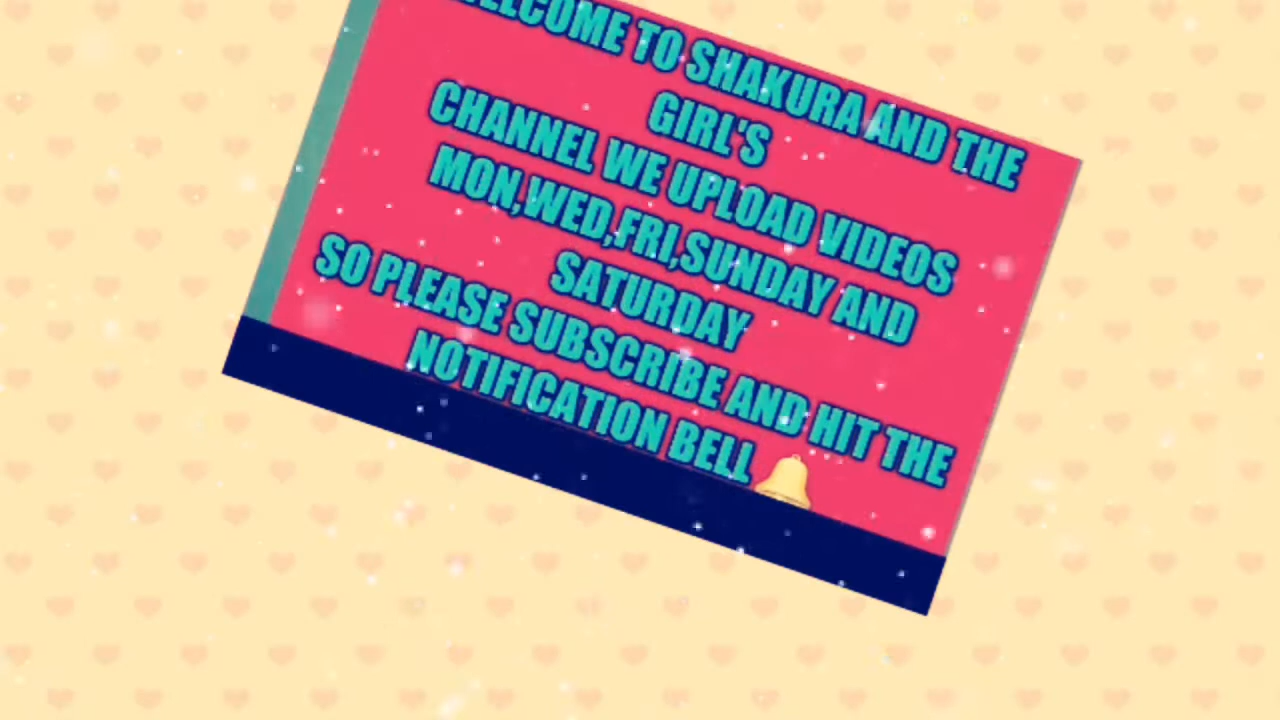 WELCOME TO SHAKURA AND THE
GIRL'S
CHANNEL WE UPLOAD VIDEOS
MON,WED,FRI,SUNDAY AND
SATURDAY
SO PLEASE SUBSCRIBE AND HIT THE
NOTIFICATION BELL🔔